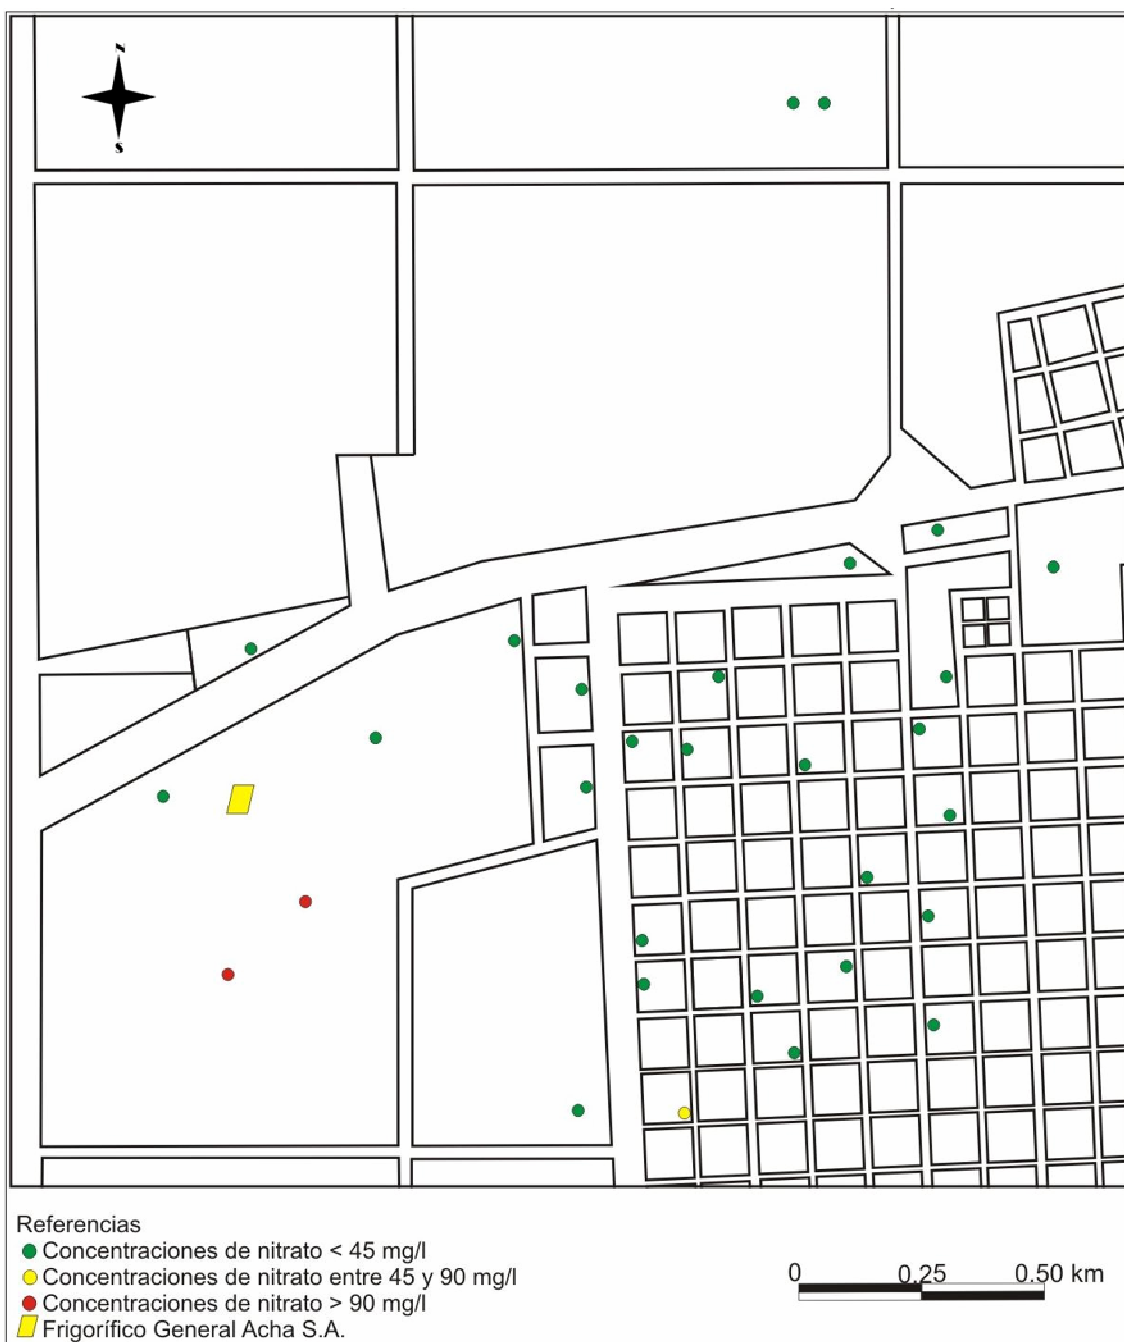 N
S
Referencias
Concentraciones de nitrato < 45 mg/l
Concentraciones de nitrato entre 45 y 90 mg/l
Concentraciones de nitrato > 90 mg/l
Frigorífico General Acha S.A.
0 0.25 0.50 km